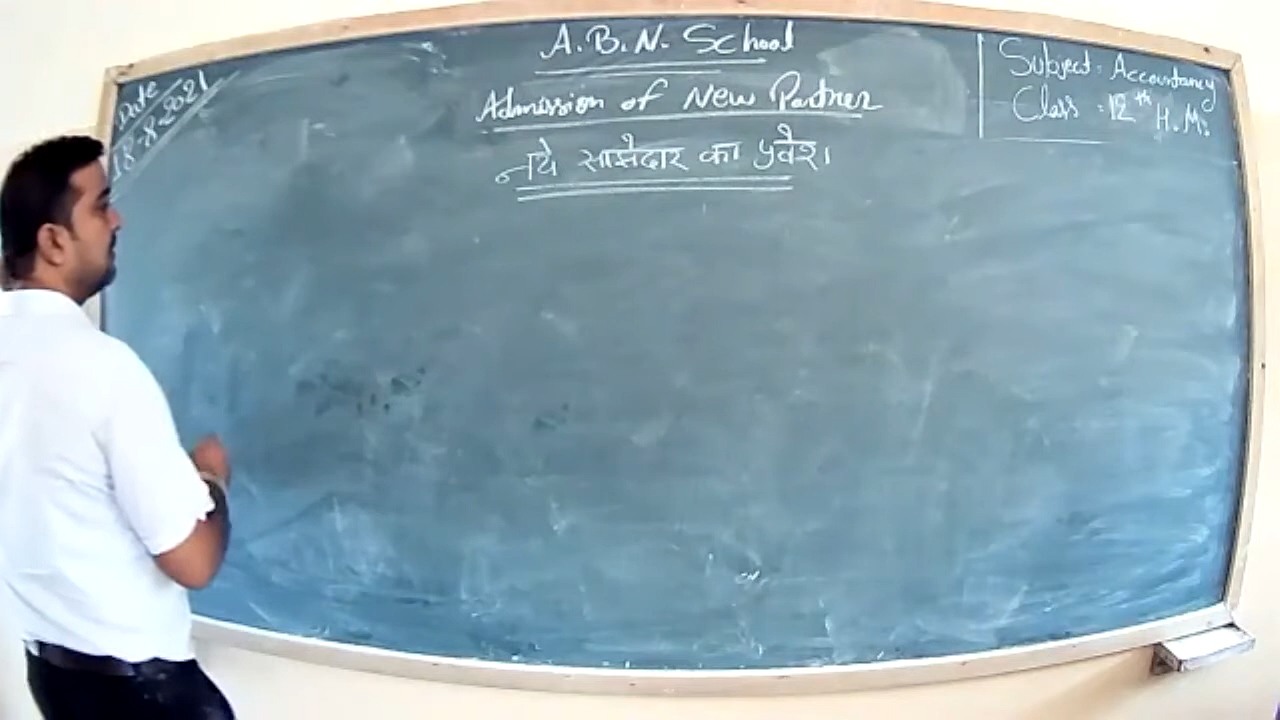 A.B.N. School
Admission of New Partner
नये साझेदार का प्रवेश।
Date
18-8-2021
Subject : Accountancy
Class : 12th H.M.